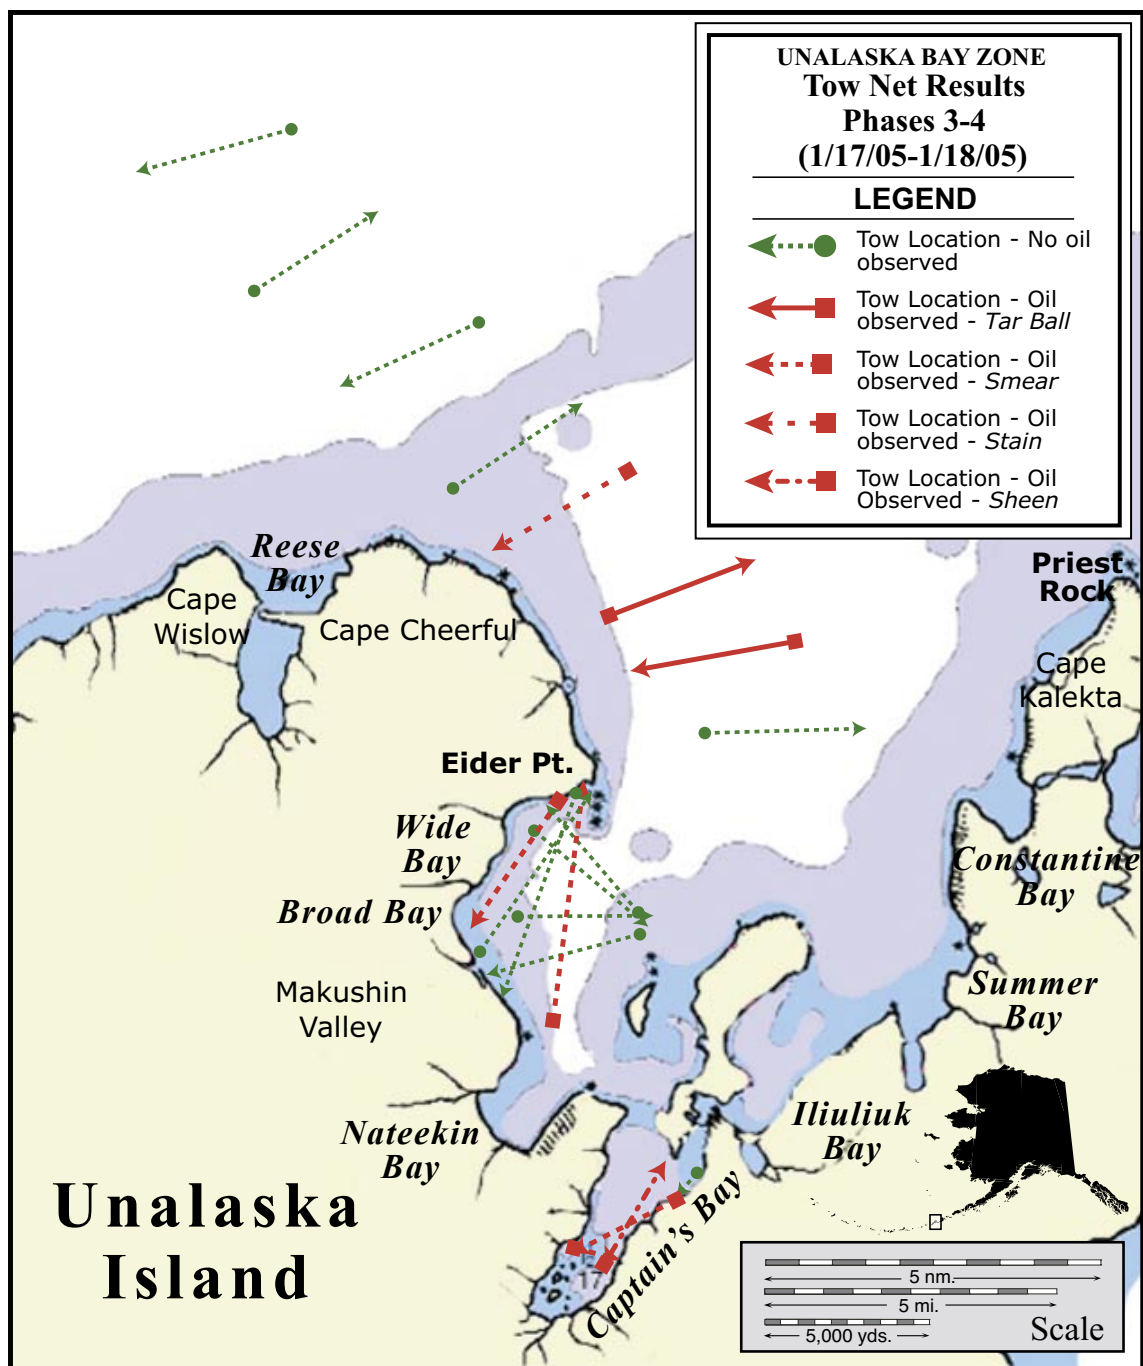 UNALASKA BAY ZONE
Tow Net Results
Phases 3-4
(1/17/05-1/18/05)
LEGEND
Tow Location - No oil
observed
Tow Location - Oil
observed - Tar Ball
Tow Location - Oil
observed - Smear
Tow Location - Oil
observed - Stain
Tow Location - Oil
Observed - Sheen
Reese
Bay
Cape
Wislow
Cape Cheerful
Priest
Rock
Cape
Kalekta
Eider Pt.
Wide
Bay
Constantine
Bay
Broad Bay
Makushin
Valley
Summer
Bay
Nateekin
Bay
Iliuliuk
Bay
Captain's Bay
17
Unalaska
Island
5 nm.
5 mi.
5,000 yds.
Scale